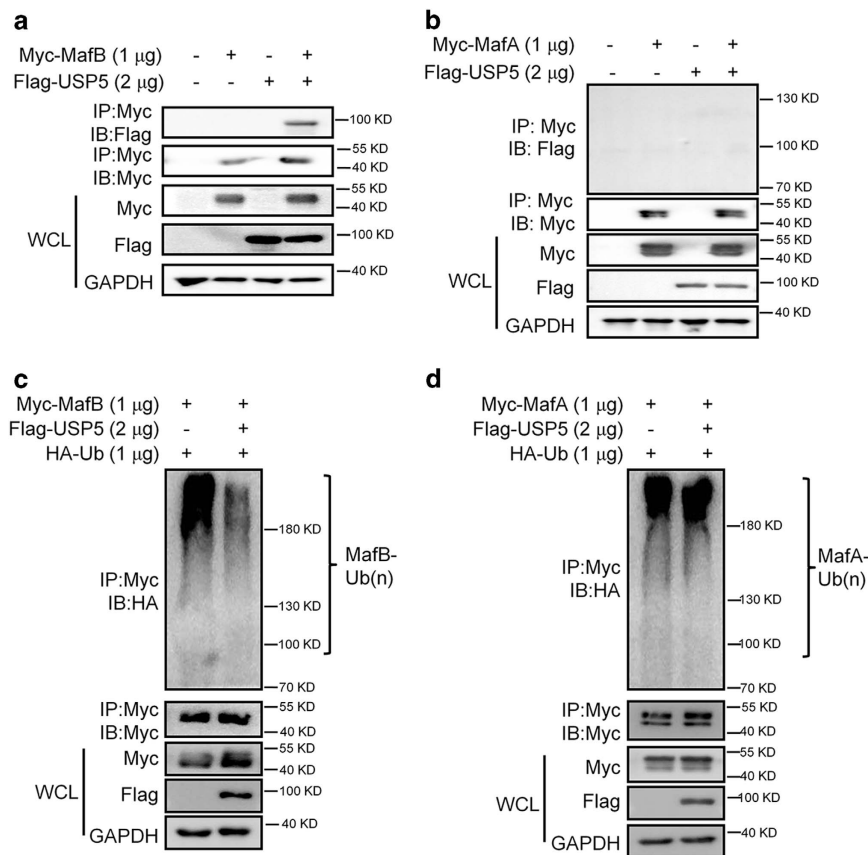 a
Myc-MafB (1 μg) - + - +
Flag-USP5 (2 μg) - - + +
IP:Myc
IB:Flag
100 KD
IP:Myc
IB:Myc
55 KD
40 KD
WCL
Myc
55 KD
40 KD
Flag
100 KD
GAPDH
40 KD
b
Myc-MafA (1 μg) - + - +
Flag-USP5 (2 μg) - - + +
IP: Myc
IB: Flag
130 KD
100 KD
70 KD
IP: Myc
IB: Myc
55 KD
40 KD
WCL
Myc
55 KD
40 KD
Flag
100 KD
GAPDH
40 KD
c
Myc-MafB (1 μg) + +
Flag-USP5 (2 μg) - +
HA-Ub (1 μg) + +
IP:Myc
IB:HA
180 KD
130 KD
100 KD
70 KD
MafB-
Ub(n)
IP:Myc
IB:Myc
55 KD
40 KD
WCL
Myc
55 KD
40 KD
Flag
100 KD
GAPDH
40 KD
d
Myc-MafA (1 μg) + +
Flag-USP5 (2 μg) - +
HA-Ub (1 μg) + +
IP:Myc
IB:HA
180 KD
130 KD
100 KD
70 KD
MafA-
Ub(n)
IP:Myc
IB:Myc
55 KD
40 KD
WCL
Myc
55 KD
40 KD
Flag
100 KD
GAPDH
40 KD